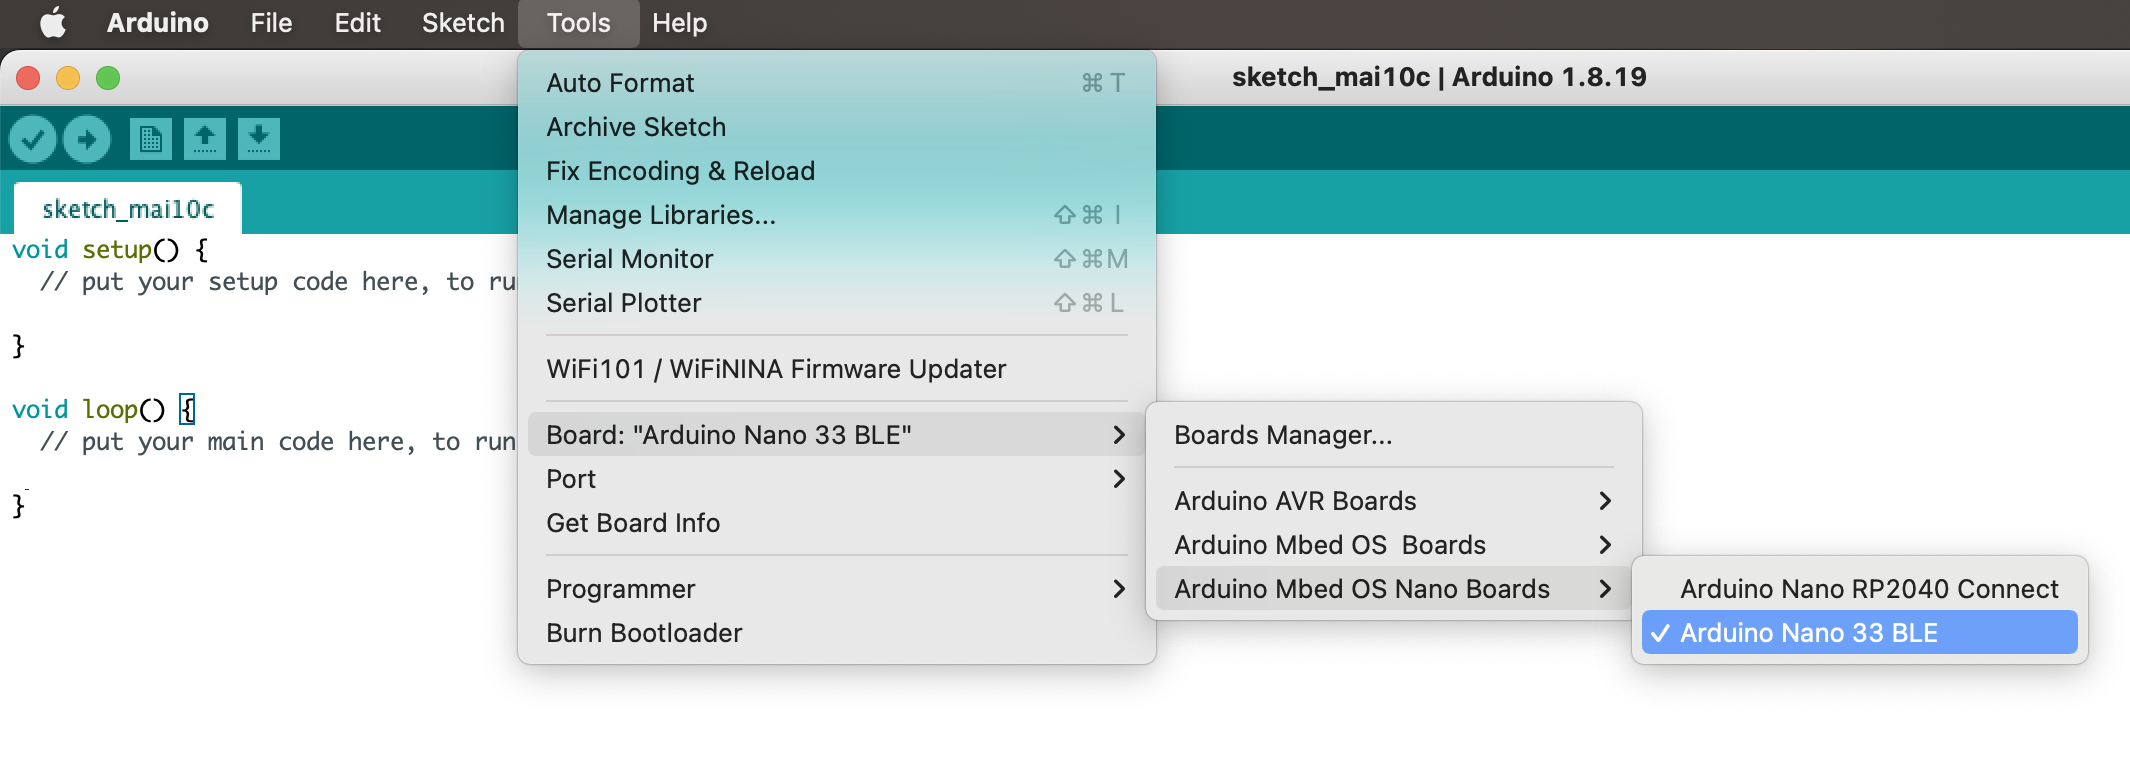 Arduino File Edit Sketch Tools Help
sketch_mai10c | Arduino 1.8.19
sketch_mai10c
void setup() {
// put your setup code here, to ru
}
void loop() {
// put your main code here, to run
}
Auto Format ⌘ T
Archive Sketch
Fix Encoding & Reload
Manage Libraries... ⇧ ⌘ I
Serial Monitor ⇧ ⌘ M
Serial Plotter ⇧ ⌘ L
WiFi101 / WiFiNINA Firmware Updater
Board: "Arduino Nano 33 BLE"
Port
Get Board Info
Programmer
Burn Bootloader
Boards Manager...
Arduino AVR Boards
Arduino Mbed OS  Boards
Arduino Mbed OS Nano Boards
Arduino Nano RP2040 Connect
✓ Arduino Nano 33 BLE